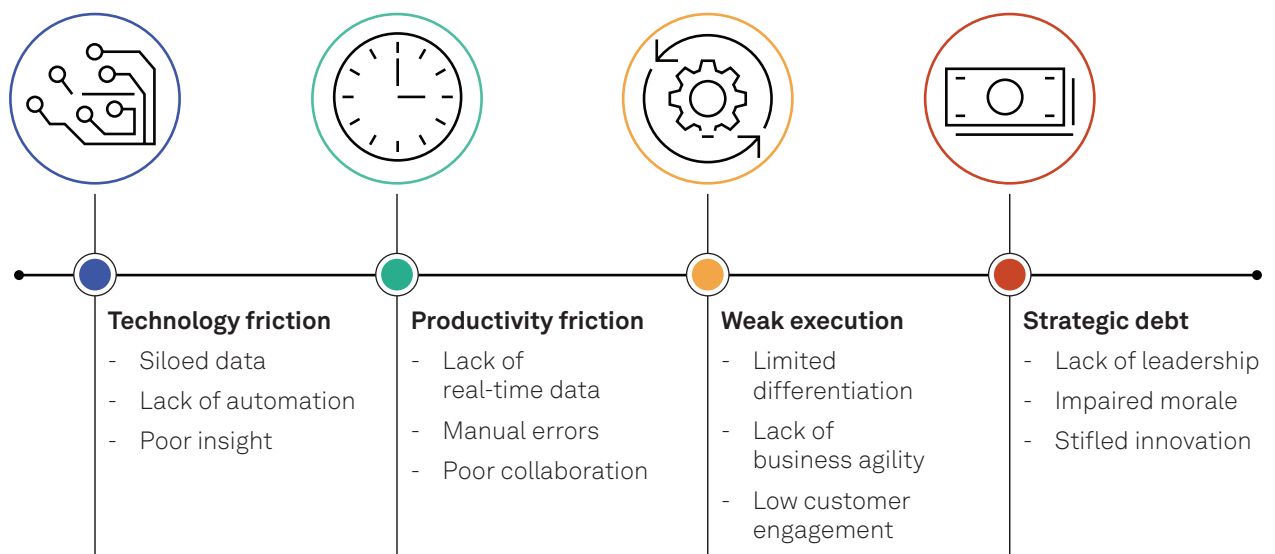 Technology friction
- Siloed data
- Lack of automation
- Poor insight
Productivity friction
- Lack of
real-time data
- Manual errors
- Poor collaboration
Weak execution
- Limited
differentiation
- Lack of
business agility
- Low customer
engagement
Strategic debt
- Lack of leadership
- Impaired morale
- Stifled innovation